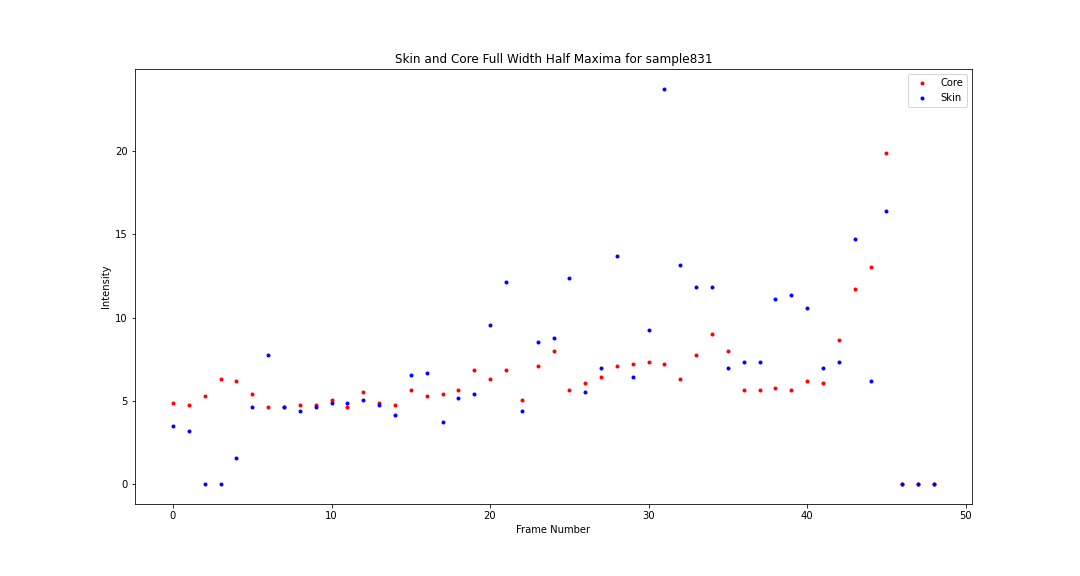 Skin and Core Full Width Half Maxima for sample831
Core
Skin
20
15
10
5
0
Intensity
0 10 20 30 40 50
Frame Number